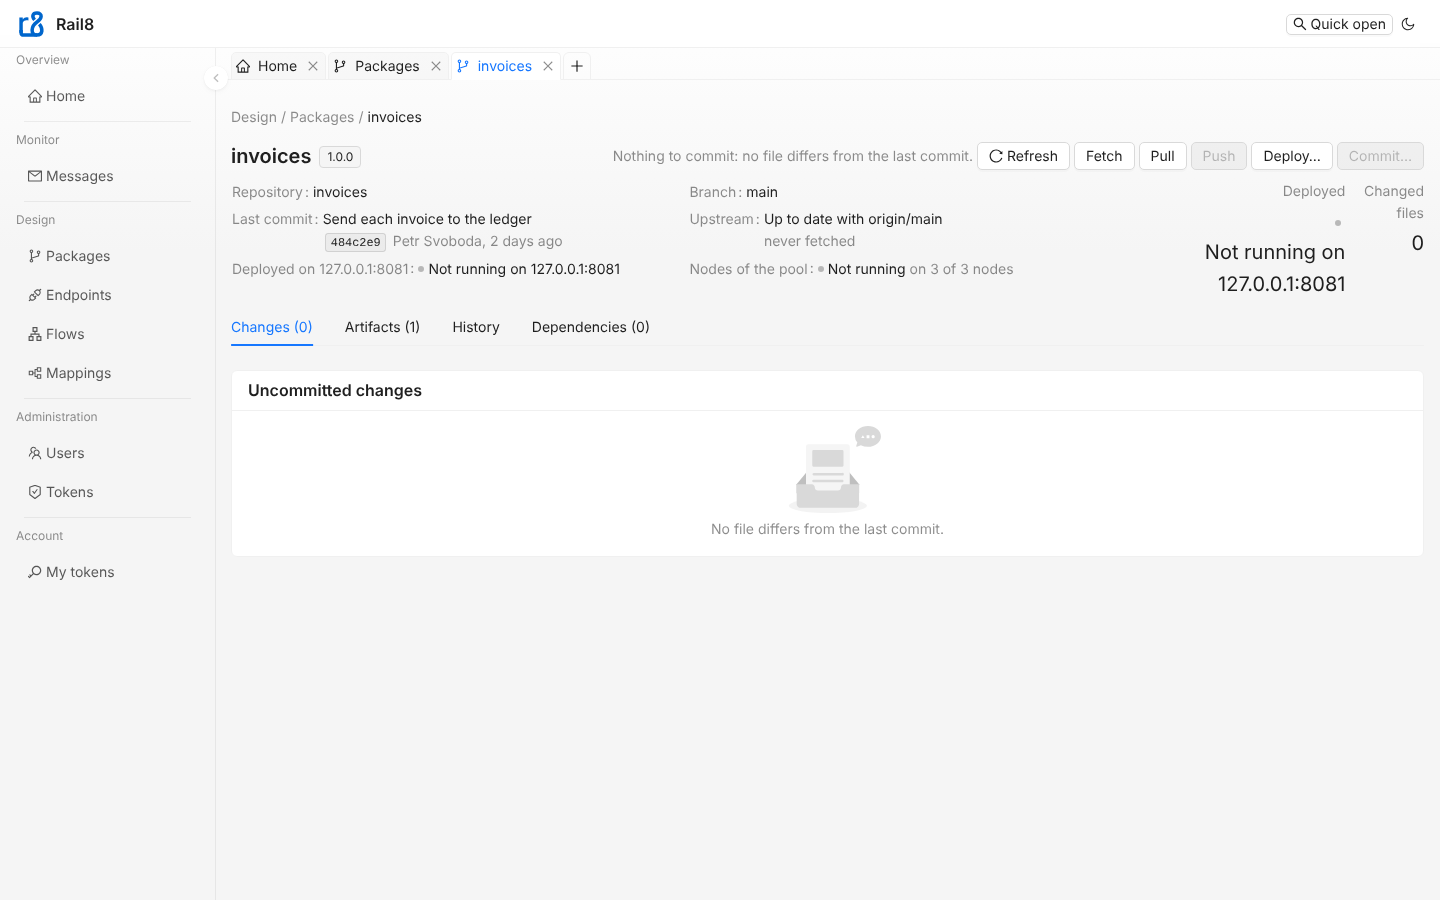 Rail8
Quick open
Overview
Home
Monitor
Messages
Design
Packages
Endpoints
Flows
Mappings
Administration
Users
Tokens
Account
My tokens
Home
Packages
invoices
Design / Packages / invoices
invoices 1.0.0
Nothing to commit: no file differs from the last commit.
Refresh
Fetch
Pull
Push
Deploy...
Commit...
Repository: invoices
Branch: main
Last commit: Send each invoice to the ledger
484c2e9 Petr Svoboda, 2 days ago
Upstream: Up to date with origin/main
never fetched
Deployed on 127.0.0.1:8081: Not running on 127.0.0.1:8081
Nodes of the pool: Not running on 3 of 3 nodes
Deployed
Not running on
127.0.0.1:8081
Changed
files
0
Changes (0)
Artifacts (1)
History
Dependencies (0)
Uncommitted changes
No file differs from the last commit.